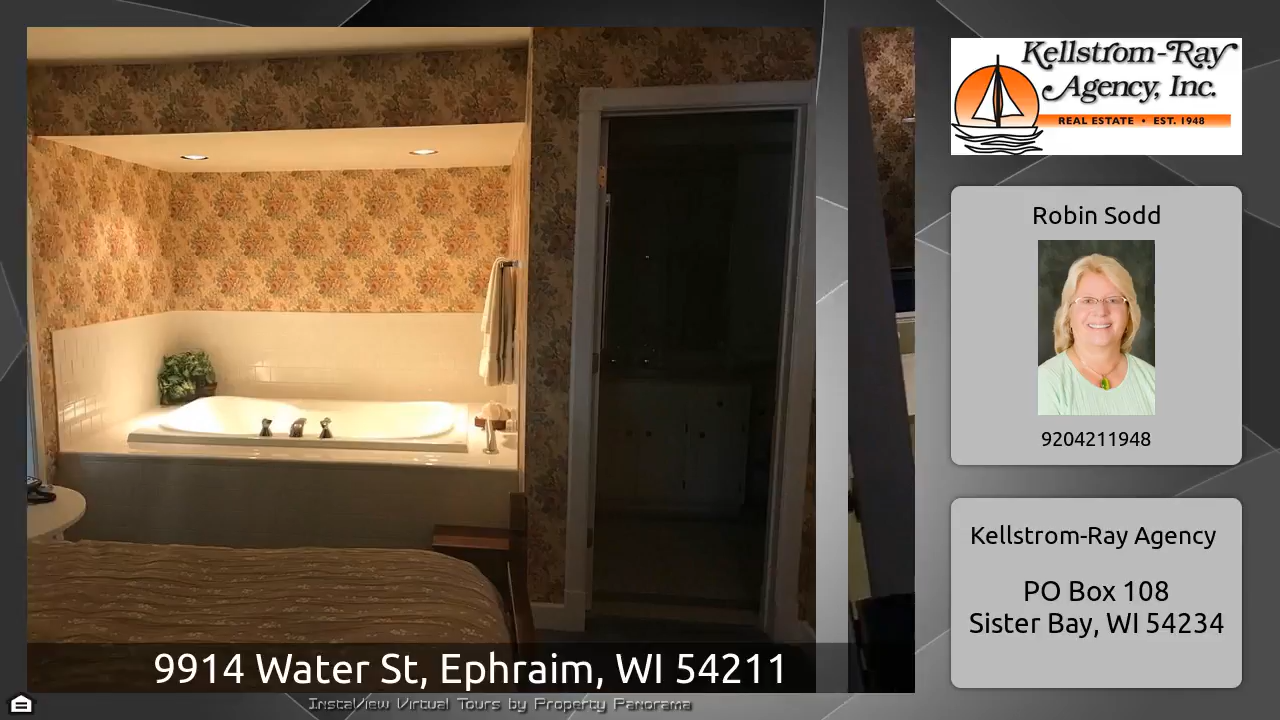 Kellstrom-Ray
Agency, Inc.
REAL ESTATE • EST. 1948
Robin Sodd
9204211948
Kellstrom-Ray Agency
PO Box 108
Sister Bay, WI 54234
9914 Water St, Ephraim, WI 54211
InstaView Virtual Tours by Property Panorama